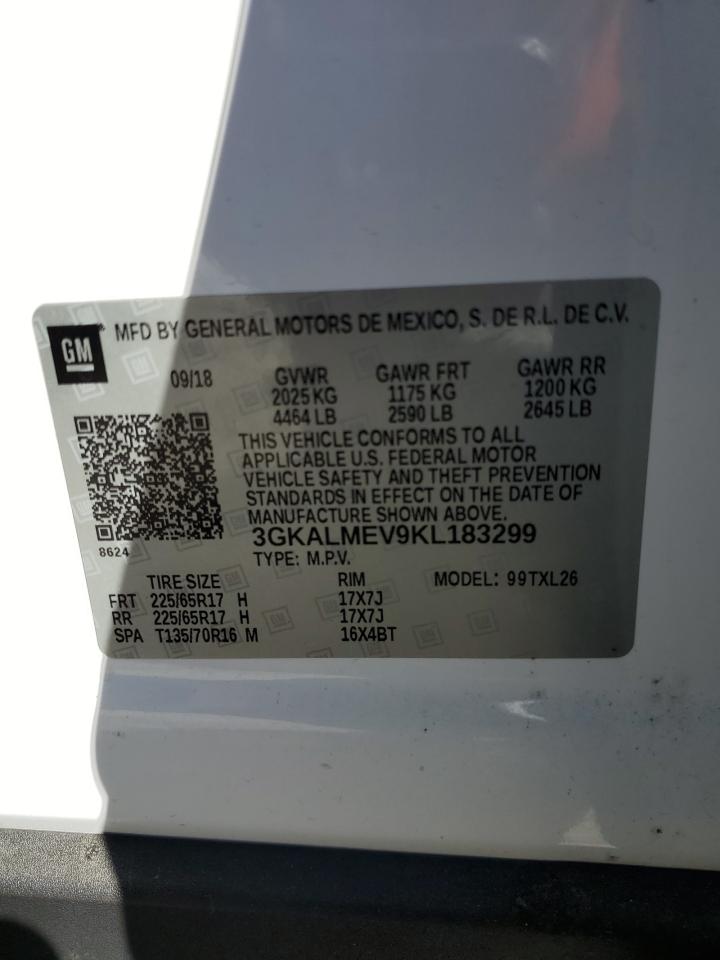 GM MFD BY GENERAL MOTORS DE MEXICO, S. DE R.L. DE C.V.
09/18 GVWR GAWR FRT GAWR RR
2025 KG 1175 KG 1200 KG
4464 LB 2590 LB 2645 LB
THIS VEHICLE CONFORMS TO ALL
APPLICABLE U.S. FEDERAL MOTOR
VEHICLE SAFETY AND THEFT PREVENTION
STANDARDS IN EFFECT ON THE DATE OF
MANUFACTURE SHOWN ABOVE.
8624 3GKALMEV9KL183299
TYPE: M.P.V.
TIRE SIZE RIM MODEL: 99TXL26
FRT 225/65R17 H 17X7J
RR 225/65R17 H 17X7J
SPA T135/70R16 M 16X4BT